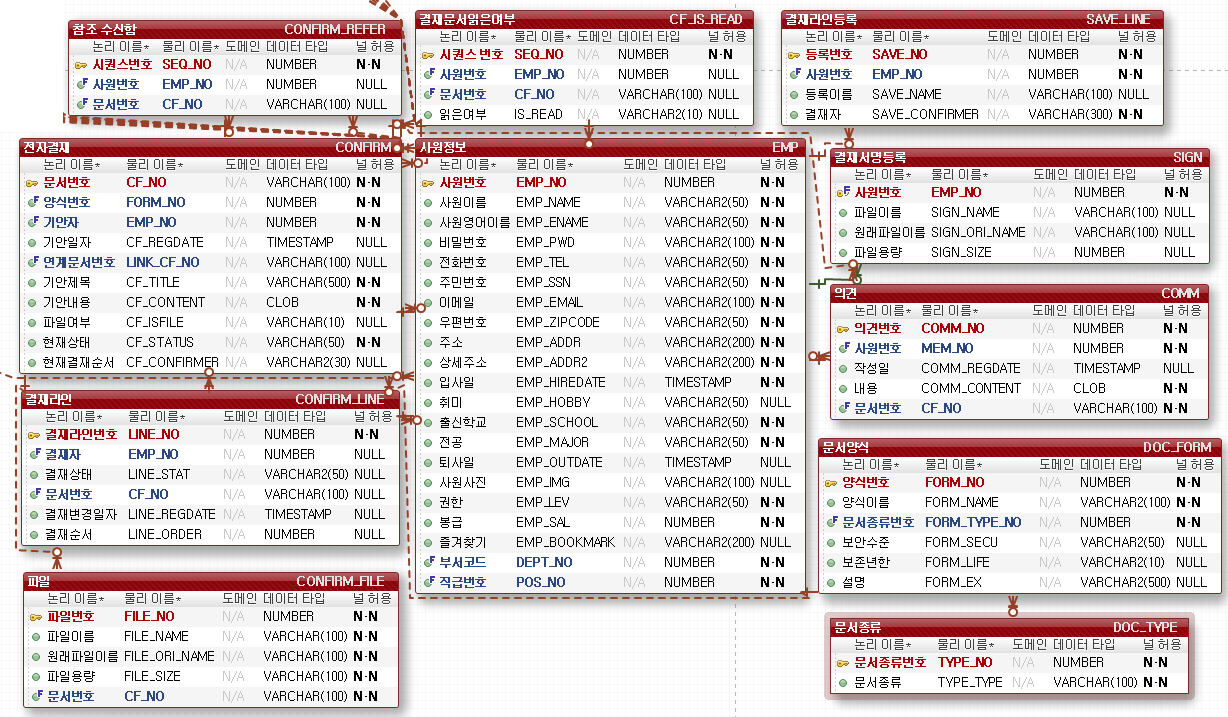 참조 수신함 CONFIRM_REFER
논리 이름* 물리 이름* 도메인 데이터 타입 널 허용
시퀀스번호 SEQ_NO N/A NUMBER N-N
사원번호 EMP_NO N/A NUMBER NULL
문서번호 CF_NO N/A VARCHAR(100) NULL
결재문서읽은여부 CF_IS_READ
논리 이름* 물리 이름* 도메인 데이터 타입 널 허용
시퀀스번호 SEQ_NO N/A NUMBER N-N
사원번호 EMP_NO N/A NUMBER NULL
문서번호 CF_NO N/A VARCHAR(100) NULL
읽은여부 IS_READ N/A VARCHAR2(10) NULL
결재라인등록 SAVE_LINE
논리 이름* 물리 이름* 도메인 데이터 타입 널 허용
등록번호 SAVE_NO N/A NUMBER N-N
사원번호 EMP_NO N/A NUMBER NULL
등록이름 SAVE_NAME N/A VARCHAR(100) NULL
결재자 SAVE_CONFIRMER N/A VARCHAR(300) N-N
전자결재 CONFIRM
논리 이름* 물리 이름* 도메인 데이터 타입 널 허용
문서번호 CF_NO N/A VARCHAR(100) N-N
양식번호 FORM_NO N/A NUMBER N-N
기안자 EMP_NO N/A NUMBER N-N
기안일자 CF_REGDATE N/A TIMESTAMP NULL
연계문서번호 LINK_CF_NO N/A VARCHAR(100) NULL
기안제목 CF_TITLE N/A VARCHAR(500) N-N
기안내용 CF_CONTENT N/A CLOB N-N
파일여부 CF_ISFILE N/A VARCHAR(10) NULL
현재상태 CF_STATUS N/A VARCHAR(50) N-N
현재결재순서 CF_CONFIRMER N/A VARCHAR2(30) NULL
사원정보 EMP
논리 이름* 물리 이름* 도메인 데이터 타입 널 허용
사원번호 EMP_NO N/A NUMBER N-N
사원이름 EMP_NAME N/A VARCHAR2(50) N-N
사원영어이름 EMP_ENAME N/A VARCHAR2(50) N-N
비밀번호 EMP_PWD N/A VARCHAR2(100) N-N
전화번호 EMP_TEL N/A VARCHAR2(50) N-N
주민번호 EMP_SSN N/A VARCHAR2(50) N-N
이메일 EMP_EMAIL N/A VARCHAR2(100) N-N
우편번호 EMP_ZIPCODE N/A VARCHAR2(50) N-N
주소 EMP_ADDR N/A VARCHAR2(200) N-N
상세주소 EMP_ADDR2 N/A VARCHAR2(200) N-N
입사일 EMP_HIREDATE N/A TIMESTAMP N-N
취미 EMP_HOBBY N/A VARCHAR2(50) NULL
출신학교 EMP_SCHOOL N/A VARCHAR2(50) N-N
전공 EMP_MAJOR N/A VARCHAR2(50) N-N
퇴사일 EMP_OUTDATE N/A TIMESTAMP NULL
사원사진 EMP_IMG N/A VARCHAR2(100) NULL
권한 EMP_LEV N/A VARCHAR2(50) N-N
봉급 EMP_SAL N/A NUMBER N-N
즐겨찾기 EMP_BOOKMARK N/A VARCHAR2(200) NULL
부서코드 DEPT_NO N/A NUMBER N-N
직급번호 POS_NO N/A NUMBER N-N
결재서명등록 SIGN
논리 이름* 물리 이름* 도메인 데이터 타입 널 허용
사원번호 EMP_NO N/A NUMBER N-N
파일이름 SIGN_NAME N/A VARCHAR(100) NULL
원래파일이름 SIGN_ORI_NAME N/A VARCHAR(100) NULL
파일용량 SIGN_SIZE N/A NUMBER NULL
의견 COMM
논리 이름* 물리 이름* 도메인 데이터 타입 널 허용
의견번호 COMM_NO N/A NUMBER N-N
사원번호 MEM_NO N/A NUMBER N-N
작성일 COMM_REGDATE N/A TIMESTAMP NULL
내용 COMM_CONTENT N/A CLOB N-N
문서번호 CF_NO N/A VARCHAR(100) N-N
결재라인 CONFIRM_LINE
논리 이름* 물리 이름* 도메인 데이터 타입 널 허용
결재라인번호 LINE_NO N/A NUMBER N-N
결재자 EMP_NO N/A NUMBER NULL
결재상태 LINE_STAT N/A VARCHAR2(50) NULL
문서번호 CF_NO N/A VARCHAR(100) N-N
결재변경일자 LINE_REGDATE N/A TIMESTAMP NULL
결재순서 LINE_ORDER N/A NUMBER NULL
문서양식 DOC_FORM
논리 이름* 물리 이름* 도메인 데이터 타입 널 허용
양식번호 FORM_NO N/A NUMBER N-N
양식이름 FORM_NAME N/A VARCHAR2(100) N-N
문서종류번호 FORM_TYPE_NO N/A NUMBER N-N
보안수준 FORM_SECU N/A VARCHAR2(50) NULL
보존년한 FORM_LIFE N/A VARCHAR2(10) NULL
설명 FORM_EX N/A VARCHAR2(500) NULL
파일 CONFIRM_FILE
논리 이름* 물리 이름* 도메인 데이터 타입 널 허용
파일번호 FILE_NO N/A NUMBER N-N
파일이름 FILE_NAME N/A VARCHAR(100) N-N
원래파일이름 FILE_ORI_NAME N/A VARCHAR(100) N-N
파일용량 FILE_SIZE N/A VARCHAR(100) N-N
문서번호 CF_NO N/A VARCHAR(100) N-N
문서종류 DOC_TYPE
논리 이름* 물리 이름* 도메인 데이터 타입 널 허용
문서종류번호 TYPE_NO N/A NUMBER N-N
문서종류 TYPE_TYPE N/A VARCHAR(100) N-N